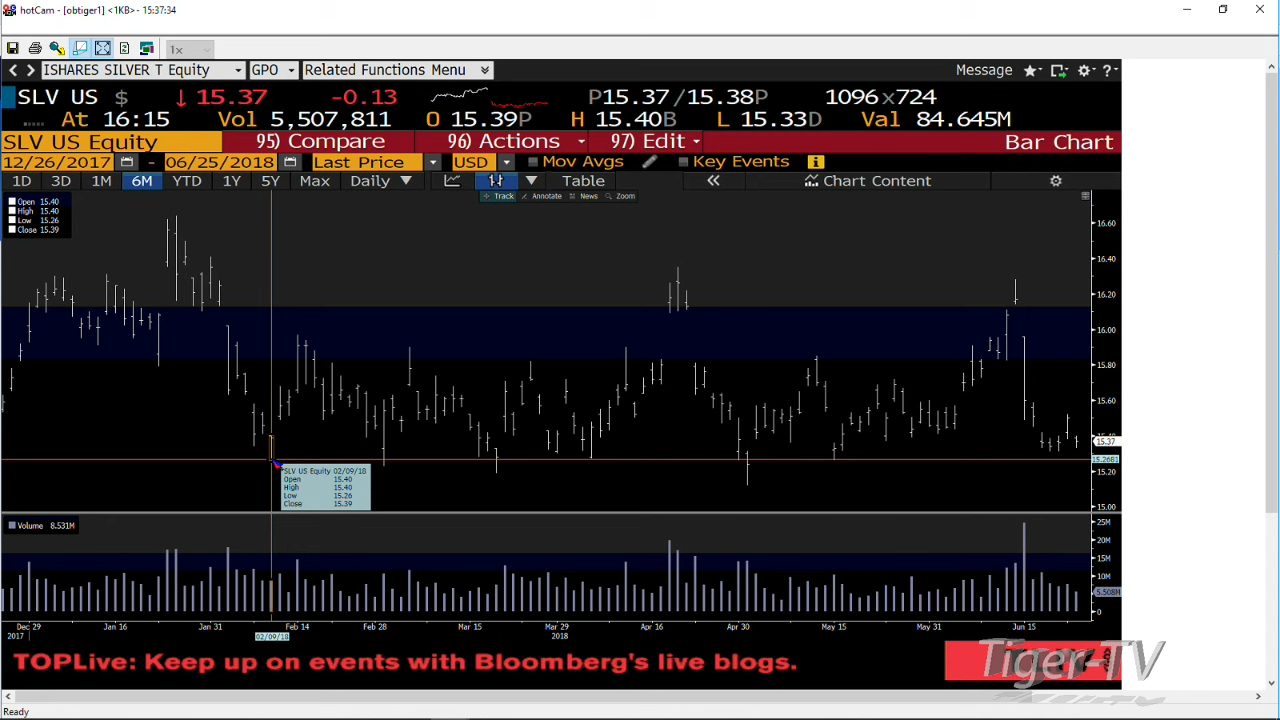 hotCam - [obtiger1] <1KB> - 15:37:34
1x
ISHARES SILVER T Equity GPO Related Functions Menu Message
SLV US $ ↓ 15.37 -0.13 P15.37/15.38P 1096x724
At 16:15 Vol 5,507,811 O 15.39P H 15.40B L 15.33D Val 84.645M
SLV US Equity 95) Compare 96) Actions 97) Edit Bar Chart
12/26/2017 - 06/25/2018 Last Price USD Mov Avgs Key Events
1D 3D 1M 6M YTD 1Y 5Y Max Daily Table Chart Content
Track Annotate News Zoom
Open 15.40
High 15.40
Low 15.26
Close 15.39
16.60
16.40
16.20
16.00
15.80
15.60
15.40
15.37
15.20
15.00
SLV US Equity 02/09/18
Open 15.40
High 15.40
Low 15.26
Close 15.39
Volume 8.531M
25M
20M
15M
10M
5.508M
0
Dec 29 Jan 16 Jan 31 Feb 14 Feb 28 Mar 15 Mar 29 Apr 16 Apr 30 May 15 May 31 Jun 15
2017 02/09/18 2018
TOPLive: Keep up on events with Bloomberg's live blogs.
Tiger-TV
Ready